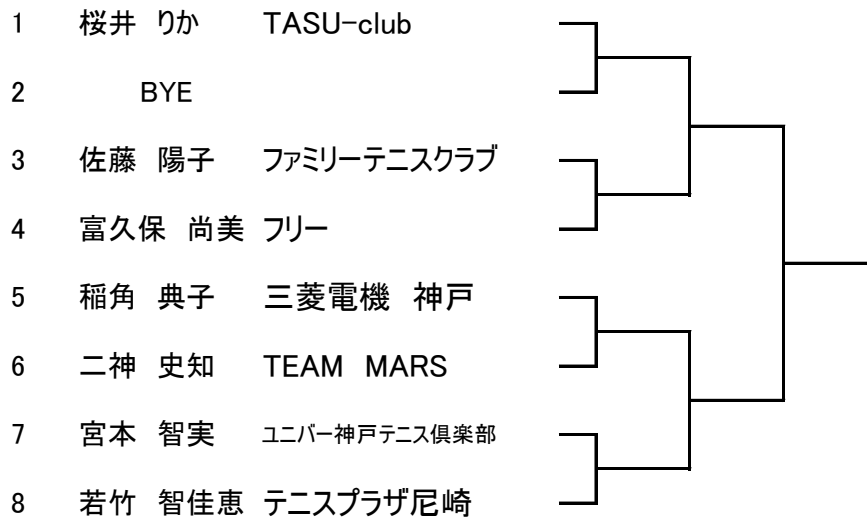 1 桜井 りか TASU-club
2 BYE
3 佐藤 陽子 ファミリーテニスクラブ
4 富久保 尚美 フリー
5 稲角 典子 三菱電機 神戸
6 二神 史知 TEAM MARS
7 宮本 智実 ユニバー神戸テニス倶楽部
8 若竹 智佳恵 テニスプラザ尼崎